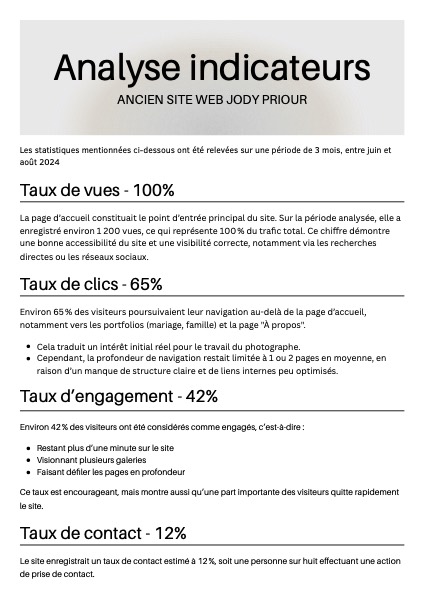 Analyse indicateurs
ANCIEN SITE WEB JODY PRIOUR
Les statistiques mentionnées ci-dessous ont été relevées sur une période de 3 mois, entre juin et
août 2024
Taux de vues - 100%
La page d’accueil constituait le point d’entrée principal du site. Sur la période analysée, elle a
enregistré environ 1 200 vues, ce qui représente 100 % du trafic total. Ce chiffre démontre
une bonne accessibilité du site et une visibilité correcte, notamment via les recherches
directes ou les réseaux sociaux.
Taux de clics - 65%
Environ 65 % des visiteurs poursuivaient leur navigation au-delà de la page d’accueil,
notamment vers les portfolios (mariage, famille) et la page "À propos".
• Cela traduit un intérêt initial réel pour le travail du photographe.
• Cependant, la profondeur de navigation restait limitée à 1 ou 2 pages en moyenne, en
raison d’un manque de structure claire et de liens internes peu optimisés.
Taux d’engagement - 42%
Environ 42 % des visiteurs ont été considérés comme engagés, c’est-à-dire :
• Restant plus d’une minute sur le site
• Visionnant plusieurs galeries
• Faisant défiler les pages en profondeur
Ce taux est encourageant, mais montre aussi qu’une part importante des visiteurs quitte rapidement
le site.
Taux de contact - 12%
Le site enregistrait un taux de contact estimé à 12 %, soit une personne sur huit effectuant une action
de prise de contact.